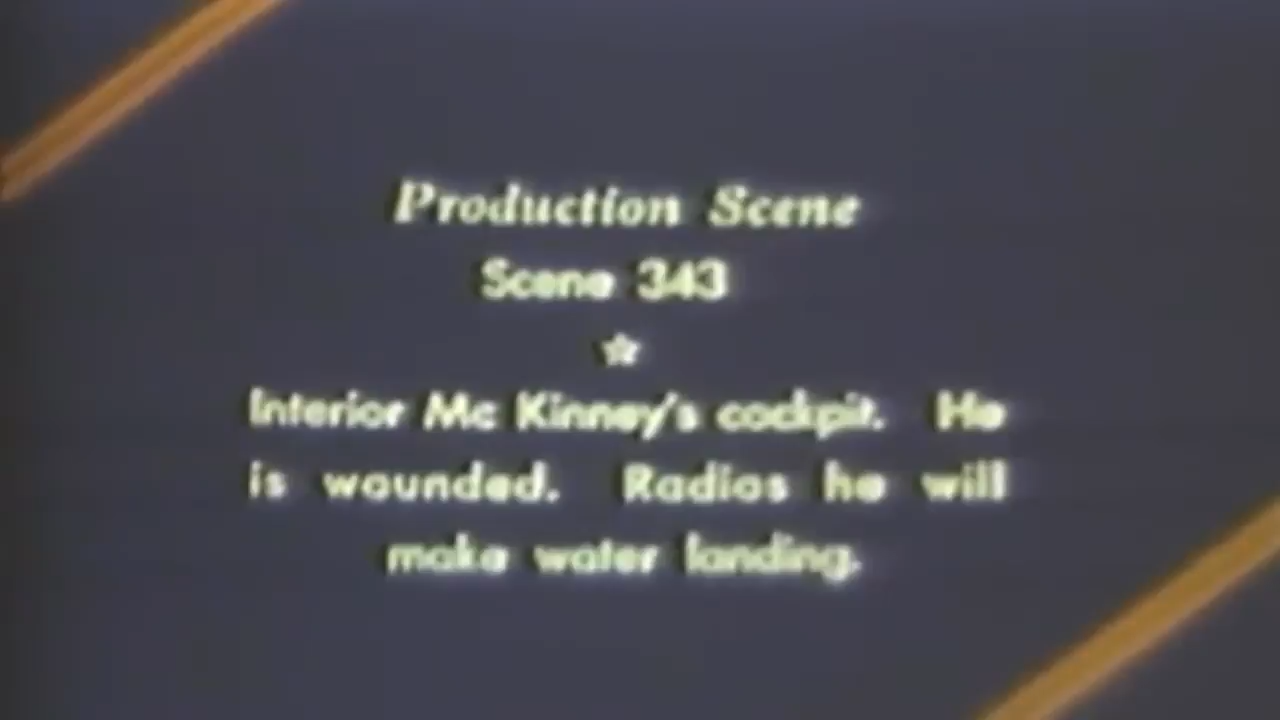 Production Scene
Scene 343
Interior Mc Kinney's cockpit. He
is wounded. Radios he will
make water landing.